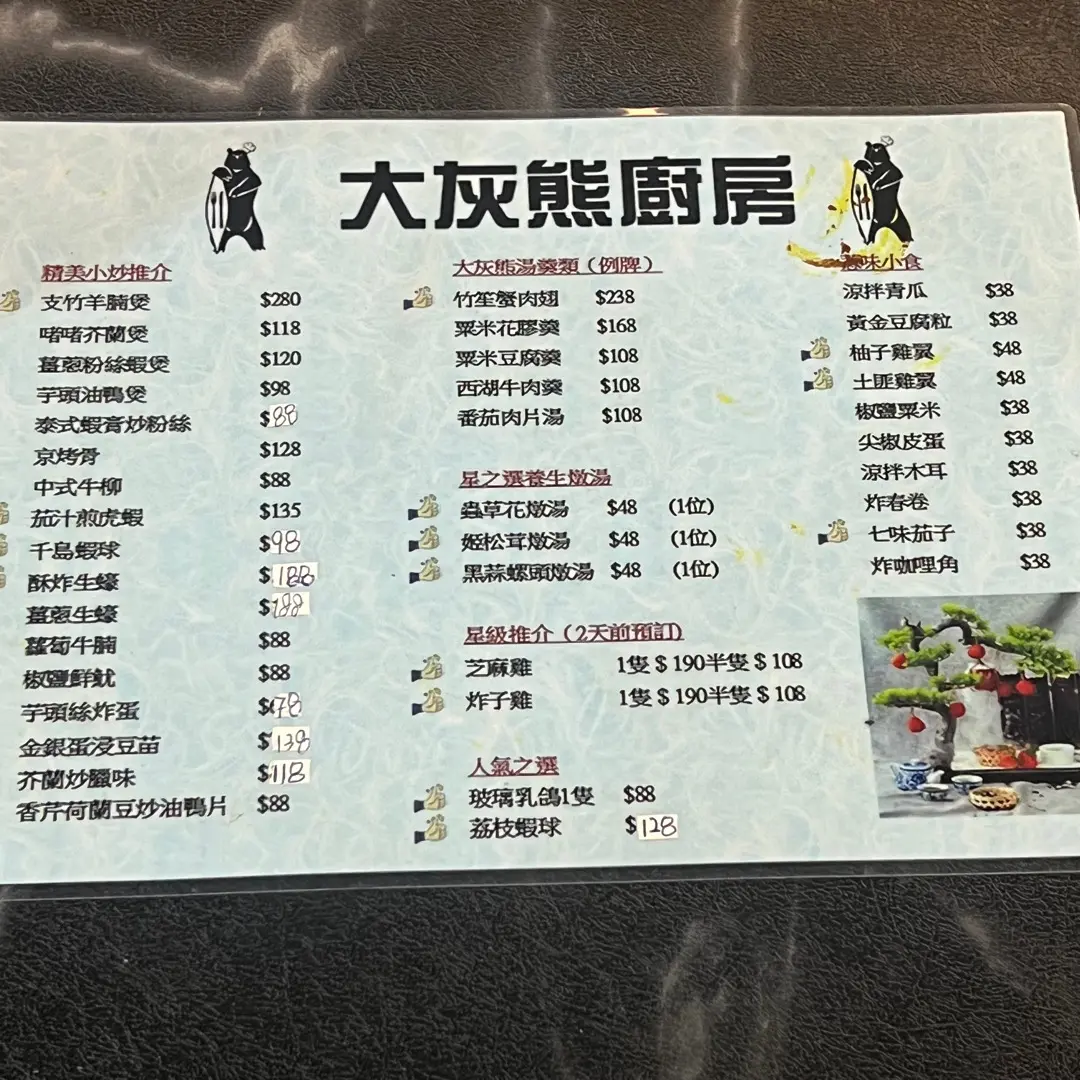 大灰熊廚房
精美小炒推介
支竹羊腩煲 $280
啫啫芥蘭煲 $118
薑蔥粉絲蝦煲 $120
芋頭油鴨煲 $98
泰式蝦膏炒粉絲 $88
京烤骨 $128
中式牛柳 $88
茄汁煎虎蝦 $135
千島蝦球 $98
酥炸生蠔 $188
薑蔥生蠔 $188
蘿蔔牛腩 $88
椒鹽鮮魷 $88
芋頭絲炸蛋 $78
金銀蛋浸豆苗 $138
芥蘭炒臘味 $118
香芹荷蘭豆炒油鴨片 $88
大灰熊湯羹類（例牌）
竹笙蟹肉翅 $238
粟米花膠羹 $168
粟米豆腐羹 $108
西湖牛肉羹 $108
番茄肉片湯 $108
星之選養生燉湯
蟲草花燉湯 $48 (1位)
姬松茸燉湯 $48 (1位)
黑蒜螺頭燉湯 $48 (1位)
星級推介（2天前預訂)
芝麻雞 1隻＄190半隻＄108
炸子雞 1隻＄190半隻＄108
人氣之選
玻璃乳鴿1隻 $88
荔枝蝦球 $128
味小食
涼拌青瓜 $38
黃金豆腐粒 $38
柚子雞翼 $48
土匪雞翼 $48
椒鹽粟米 $38
尖椒皮蛋 $38
涼拌木耳 $38
炸春卷 $38
七味茄子 $38
炸咖哩角 $38